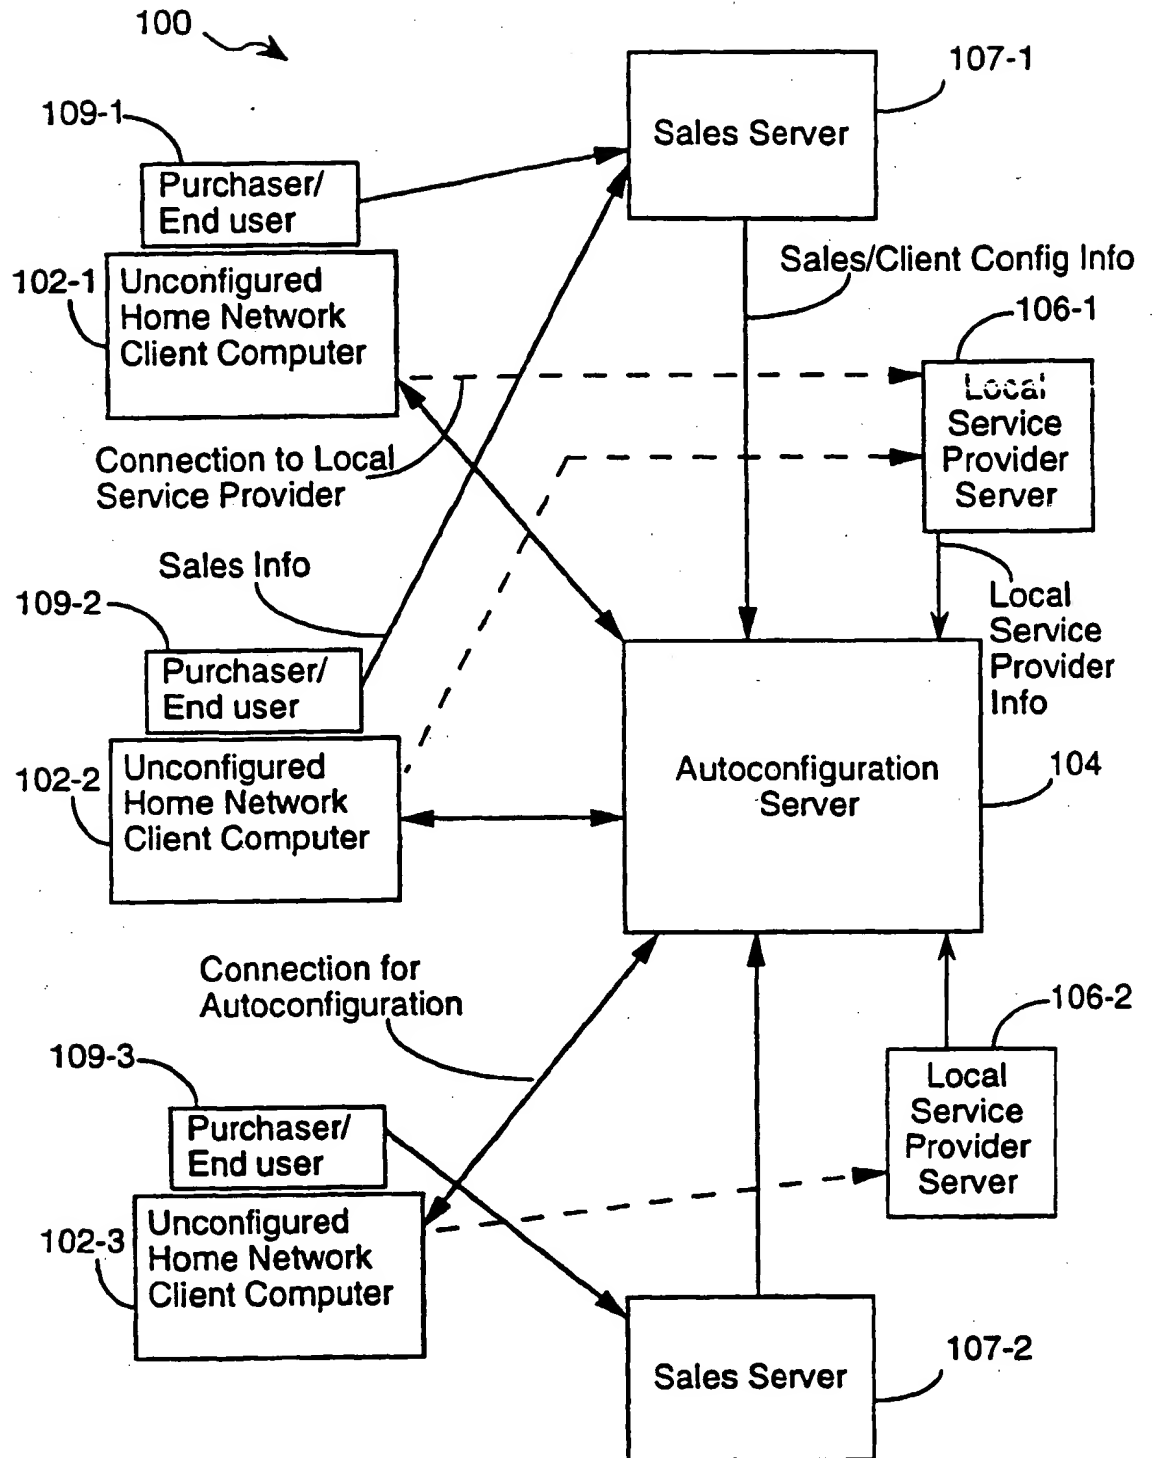 100
107-1
109-1
Sales Server
Purchaser/
End user
Sales/Client Config Info
102-1
Unconfigured
Home Network
Client Computer
106-1
Local
Service
Provider
Server
Connection to Local
Service Provider
Sales Info
109-2
Local
Service
Provider
Info
Purchaser/
End user
102-2
Unconfigured
Home Network
Client Computer
Autoconfiguration
Server
104
Connection for
Autoconfiguration
106-2
109-3
Local
Service
Provider
Server
Purchaser/
End user
102-3
Unconfigured
Home Network
Client Computer
107-2
Sales Server